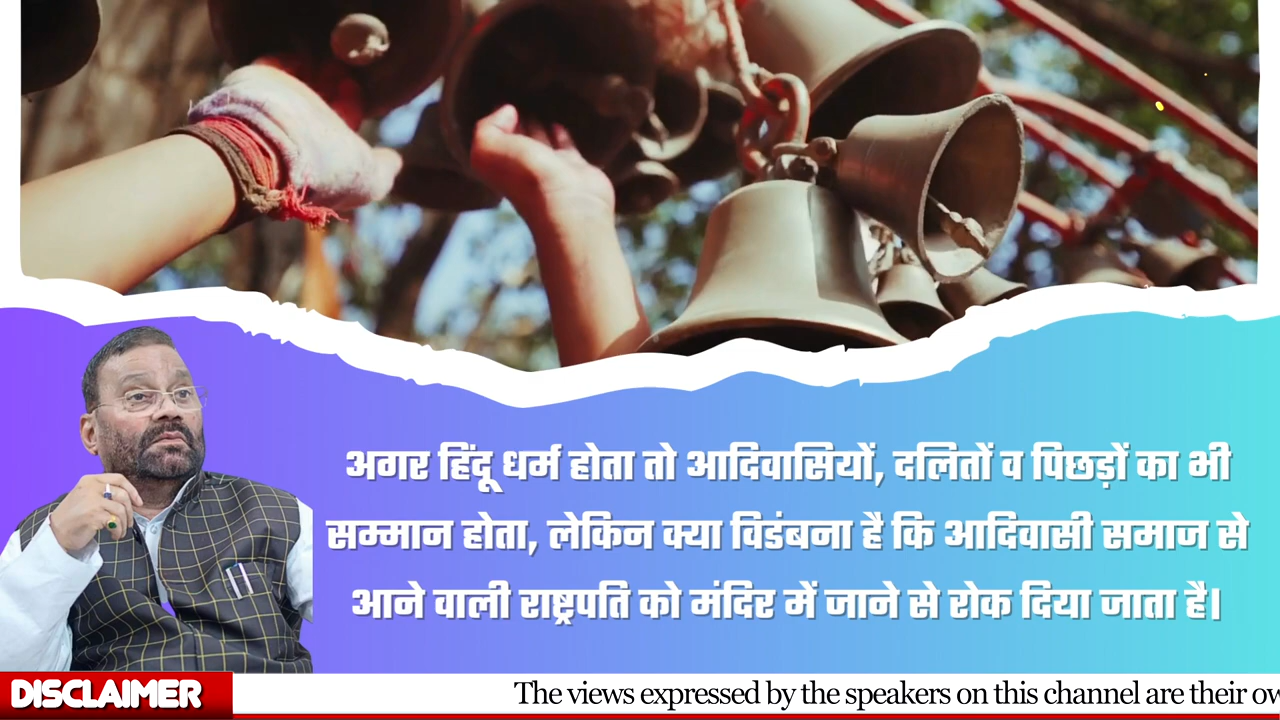 अगर हिंदू धर्म होता तो आदिवासियों, दलितों व पिछड़ों का भी
सम्मान होता, लेकिन क्या विडंबना है कि आदिवासी समाज से
आने वाली राष्ट्रपति को मंदिर में जाने से रोक दिया जाता है।
DISCLAIMER
The views expressed by the speakers on this channel are their